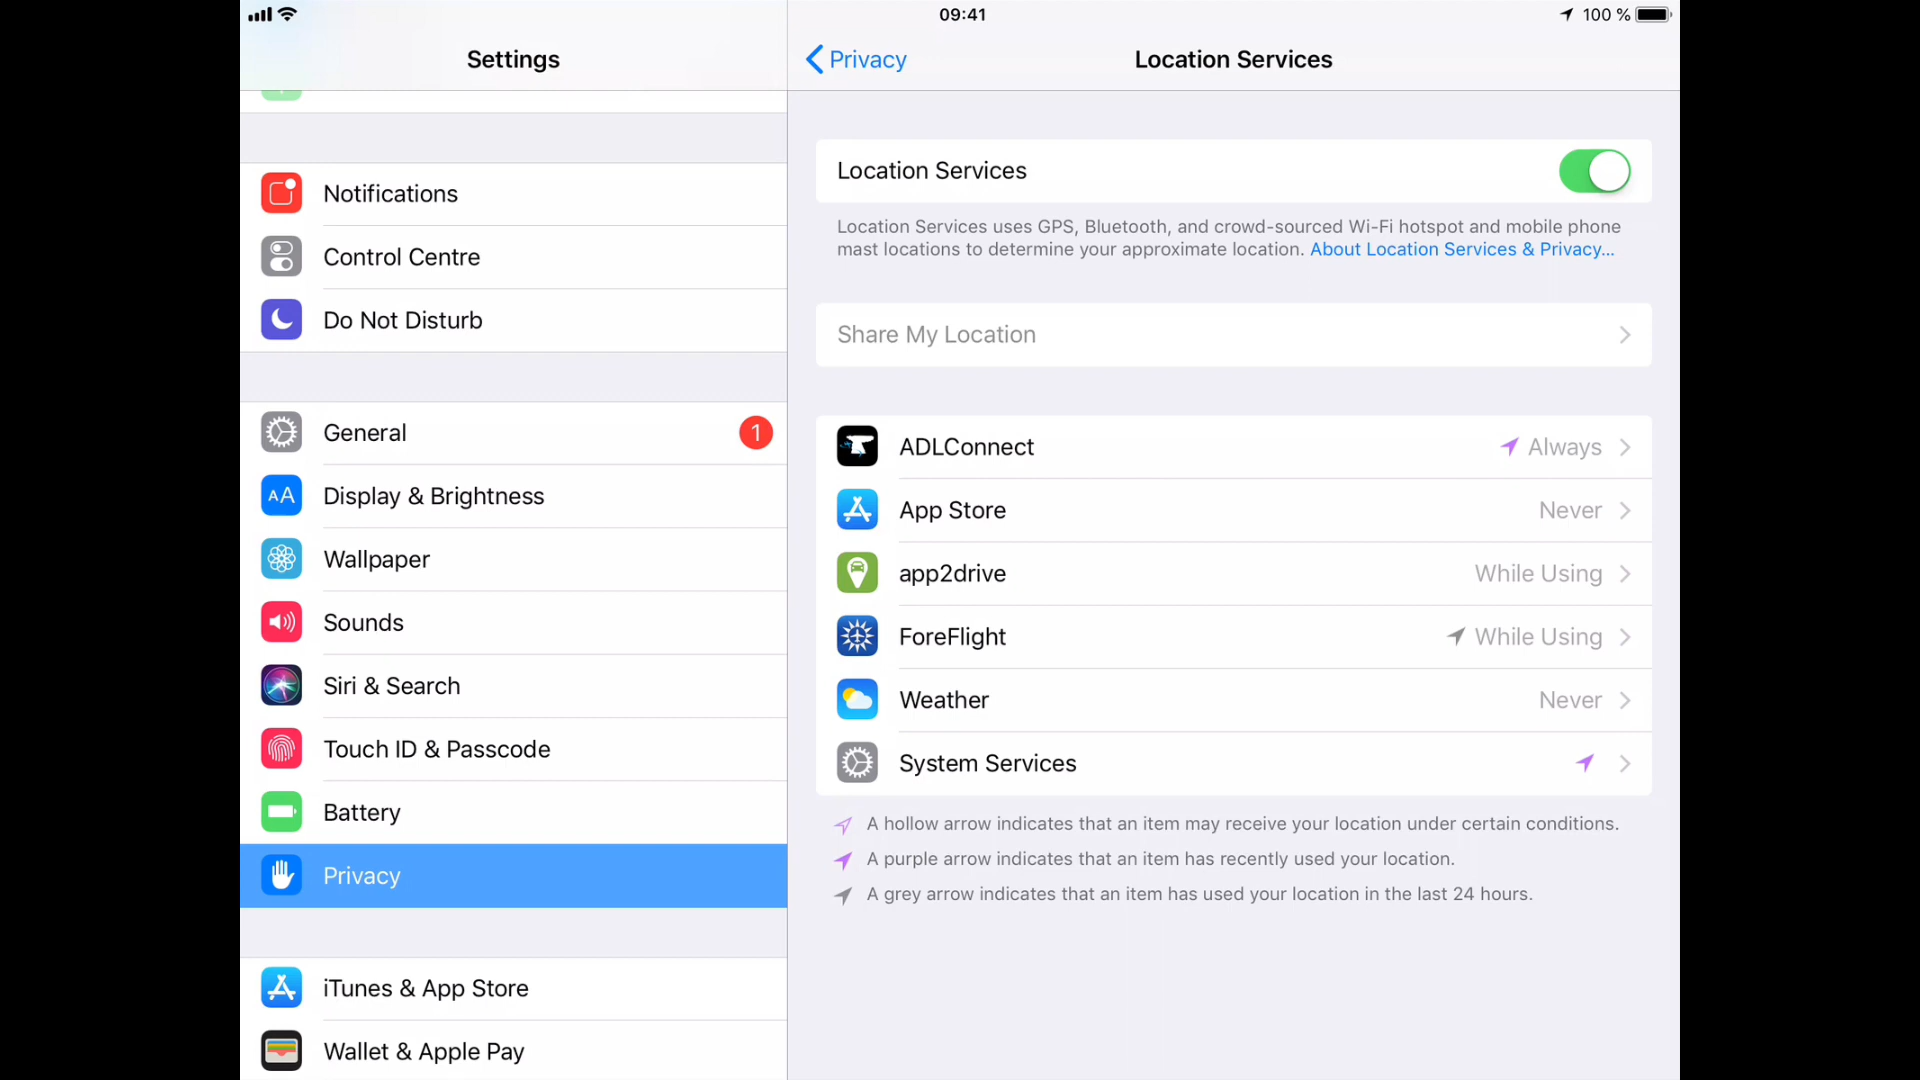 09:41
100 %
Settings
Privacy
Location Services
Notifications
Control Centre
Do Not Disturb
General
1
AA
Display & Brightness
Wallpaper
Sounds
Siri & Search
Touch ID & Passcode
Battery
Privacy
iTunes & App Store
Wallet & Apple Pay
Location Services
Location Services uses GPS, Bluetooth, and crowd-sourced Wi-Fi hotspot and mobile phone
mast locations to determine your approximate location. About Location Services & Privacy...
Share My Location
ADLConnect Always
App Store Never
app2drive While Using
ForeFlight While Using
Weather Never
System Services
A hollow arrow indicates that an item may receive your location under certain conditions.
A purple arrow indicates that an item has recently used your location.
A grey arrow indicates that an item has used your location in the last 24 hours.